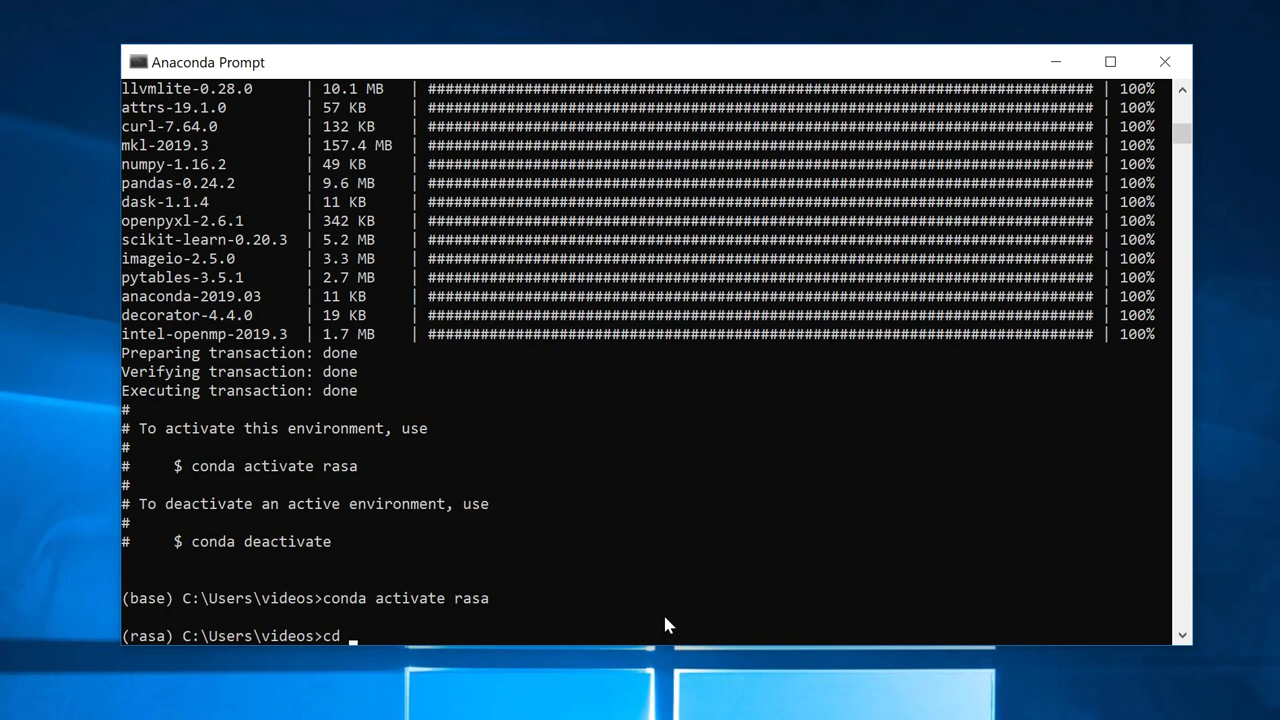 Anaconda Prompt
llvmlite-0.28.0 | 10.1 MB | ############################################################################ | 100%
attrs-19.1.0 | 57 KB | ############################################################################ | 100%
curl-7.64.0 | 132 KB | ############################################################################ | 100%
mkl-2019.3 | 157.4 MB | ############################################################################ | 100%
numpy-1.16.2 | 49 KB | ############################################################################ | 100%
pandas-0.24.2 | 9.6 MB | ############################################################################ | 100%
dask-1.1.4 | 11 KB | ############################################################################ | 100%
openpyxl-2.6.1 | 342 KB | ############################################################################ | 100%
scikit-learn-0.20.3 | 5.2 MB | ############################################################################ | 100%
imageio-2.5.0 | 3.3 MB | ############################################################################ | 100%
pytables-3.5.1 | 2.7 MB | ############################################################################ | 100%
anaconda-2019.03 | 11 KB | ############################################################################ | 100%
decorator-4.4.0 | 19 KB | ############################################################################ | 100%
intel-openmp-2019.3 | 1.7 MB | ############################################################################ | 100%
Preparing transaction: done
Verifying transaction: done
Executing transaction: done
#
# To activate this environment, use
#
# $ conda activate rasa
#
# To deactivate an active environment, use
#
# $ conda deactivate
(base) C:\Users\videos>conda activate rasa
(rasa) C:\Users\videos>cd